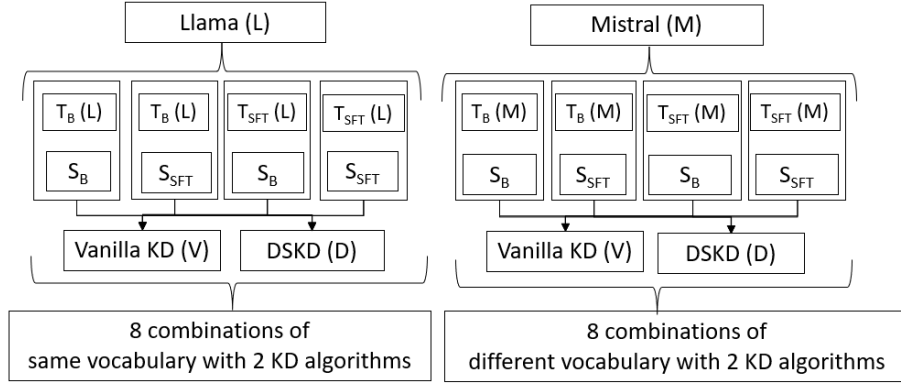 Llama (L)
Mistral (M)
T_B (L)
T_B (L)
T_SFT (L)
T_SFT (L)
S_B
S_SFT
S_B
S_SFT
T_B (M)
T_B (M)
T_SFT (M)
T_SFT (M)
S_B
S_SFT
S_B
S_SFT
Vanilla KD (V)
DSKD (D)
Vanilla KD (V)
DSKD (D)
8 combinations of
same vocabulary with 2 KD algorithms
8 combinations of
different vocabulary with 2 KD algorithms